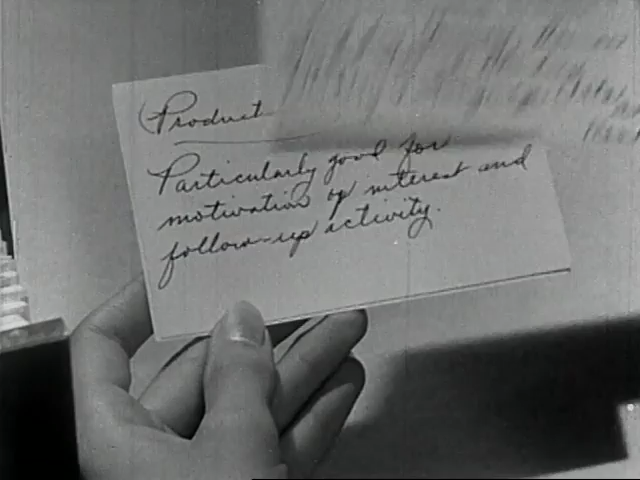 Product
Particularly good for
motivation of interest and
follow-up activity.